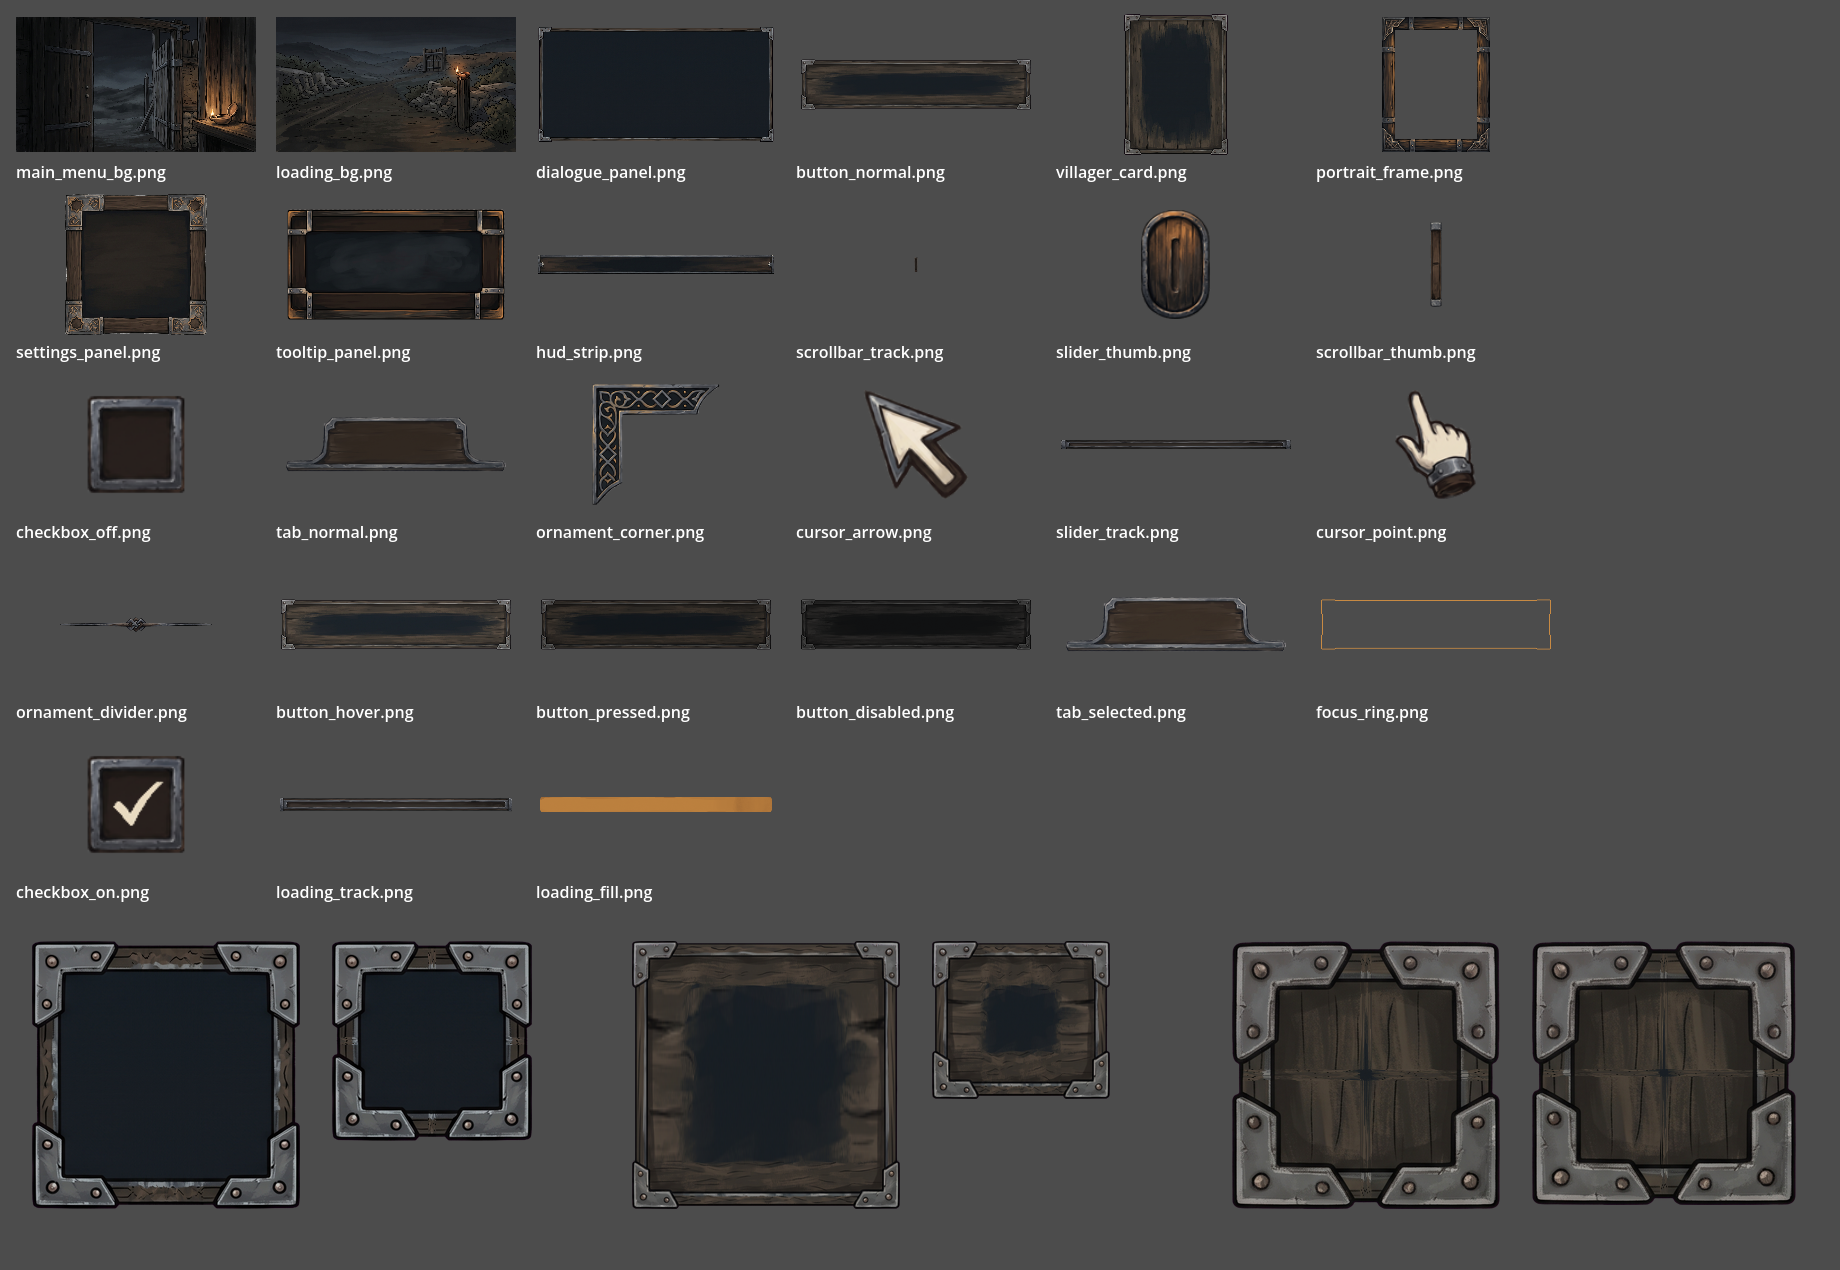 main_menu_bg.png
loading_bg.png
dialogue_panel.png
button_normal.png
villager_card.png
portrait_frame.png
settings_panel.png
tooltip_panel.png
hud_strip.png
scrollbar_track.png
slider_thumb.png
scrollbar_thumb.png
checkbox_off.png
tab_normal.png
ornament_corner.png
cursor_arrow.png
slider_track.png
cursor_point.png
ornament_divider.png
button_hover.png
button_pressed.png
button_disabled.png
tab_selected.png
focus_ring.png
checkbox_on.png
loading_track.png
loading_fill.png